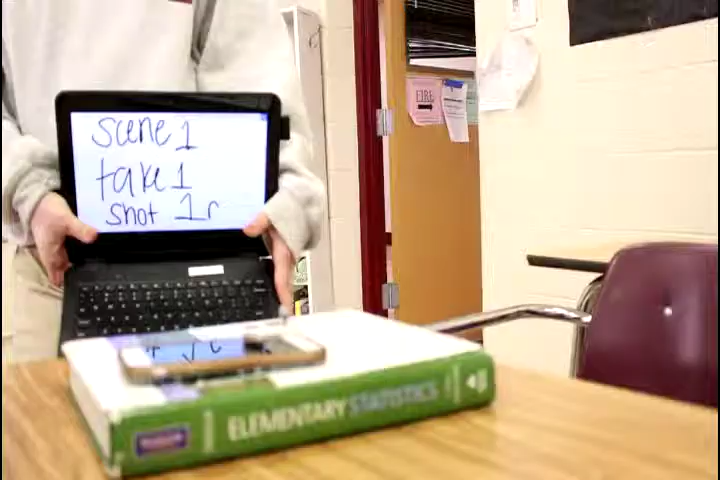 scene 1
take 1
shot 1r
FIRE
ELEMENTARY STATISTICS